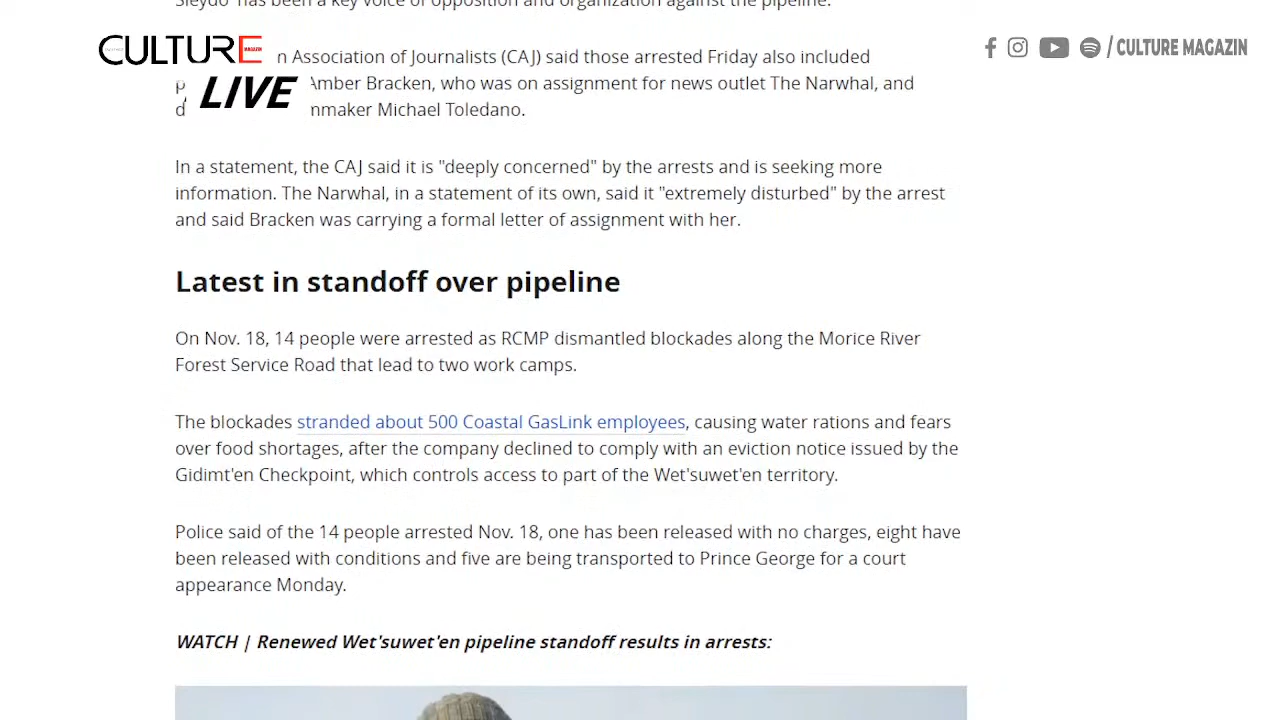 Sleydo' has been a key voice of opposition and organization against the pipeline.
CULTURE MAGAZIN
LIVE
/ CULTURE MAGAZIN
n Association of Journalists (CAJ) said those arrested Friday also included
Amber Bracken, who was on assignment for news outlet The Narwhal, and
d nmaker Michael Toledano.
In a statement, the CAJ said it is "deeply concerned" by the arrests and is seeking more
information. The Narwhal, in a statement of its own, said it "extremely disturbed" by the arrest
and said Bracken was carrying a formal letter of assignment with her.
Latest in standoff over pipeline
On Nov. 18, 14 people were arrested as RCMP dismantled blockades along the Morice River
Forest Service Road that lead to two work camps.
The blockades stranded about 500 Coastal GasLink employees, causing water rations and fears
over food shortages, after the company declined to comply with an eviction notice issued by the
Gidimt'en Checkpoint, which controls access to part of the Wet'suwet'en territory.
Police said of the 14 people arrested Nov. 18, one has been released with no charges, eight have
been released with conditions and five are being transported to Prince George for a court
appearance Monday.
WATCH | Renewed Wet'suwet'en pipeline standoff results in arrests: